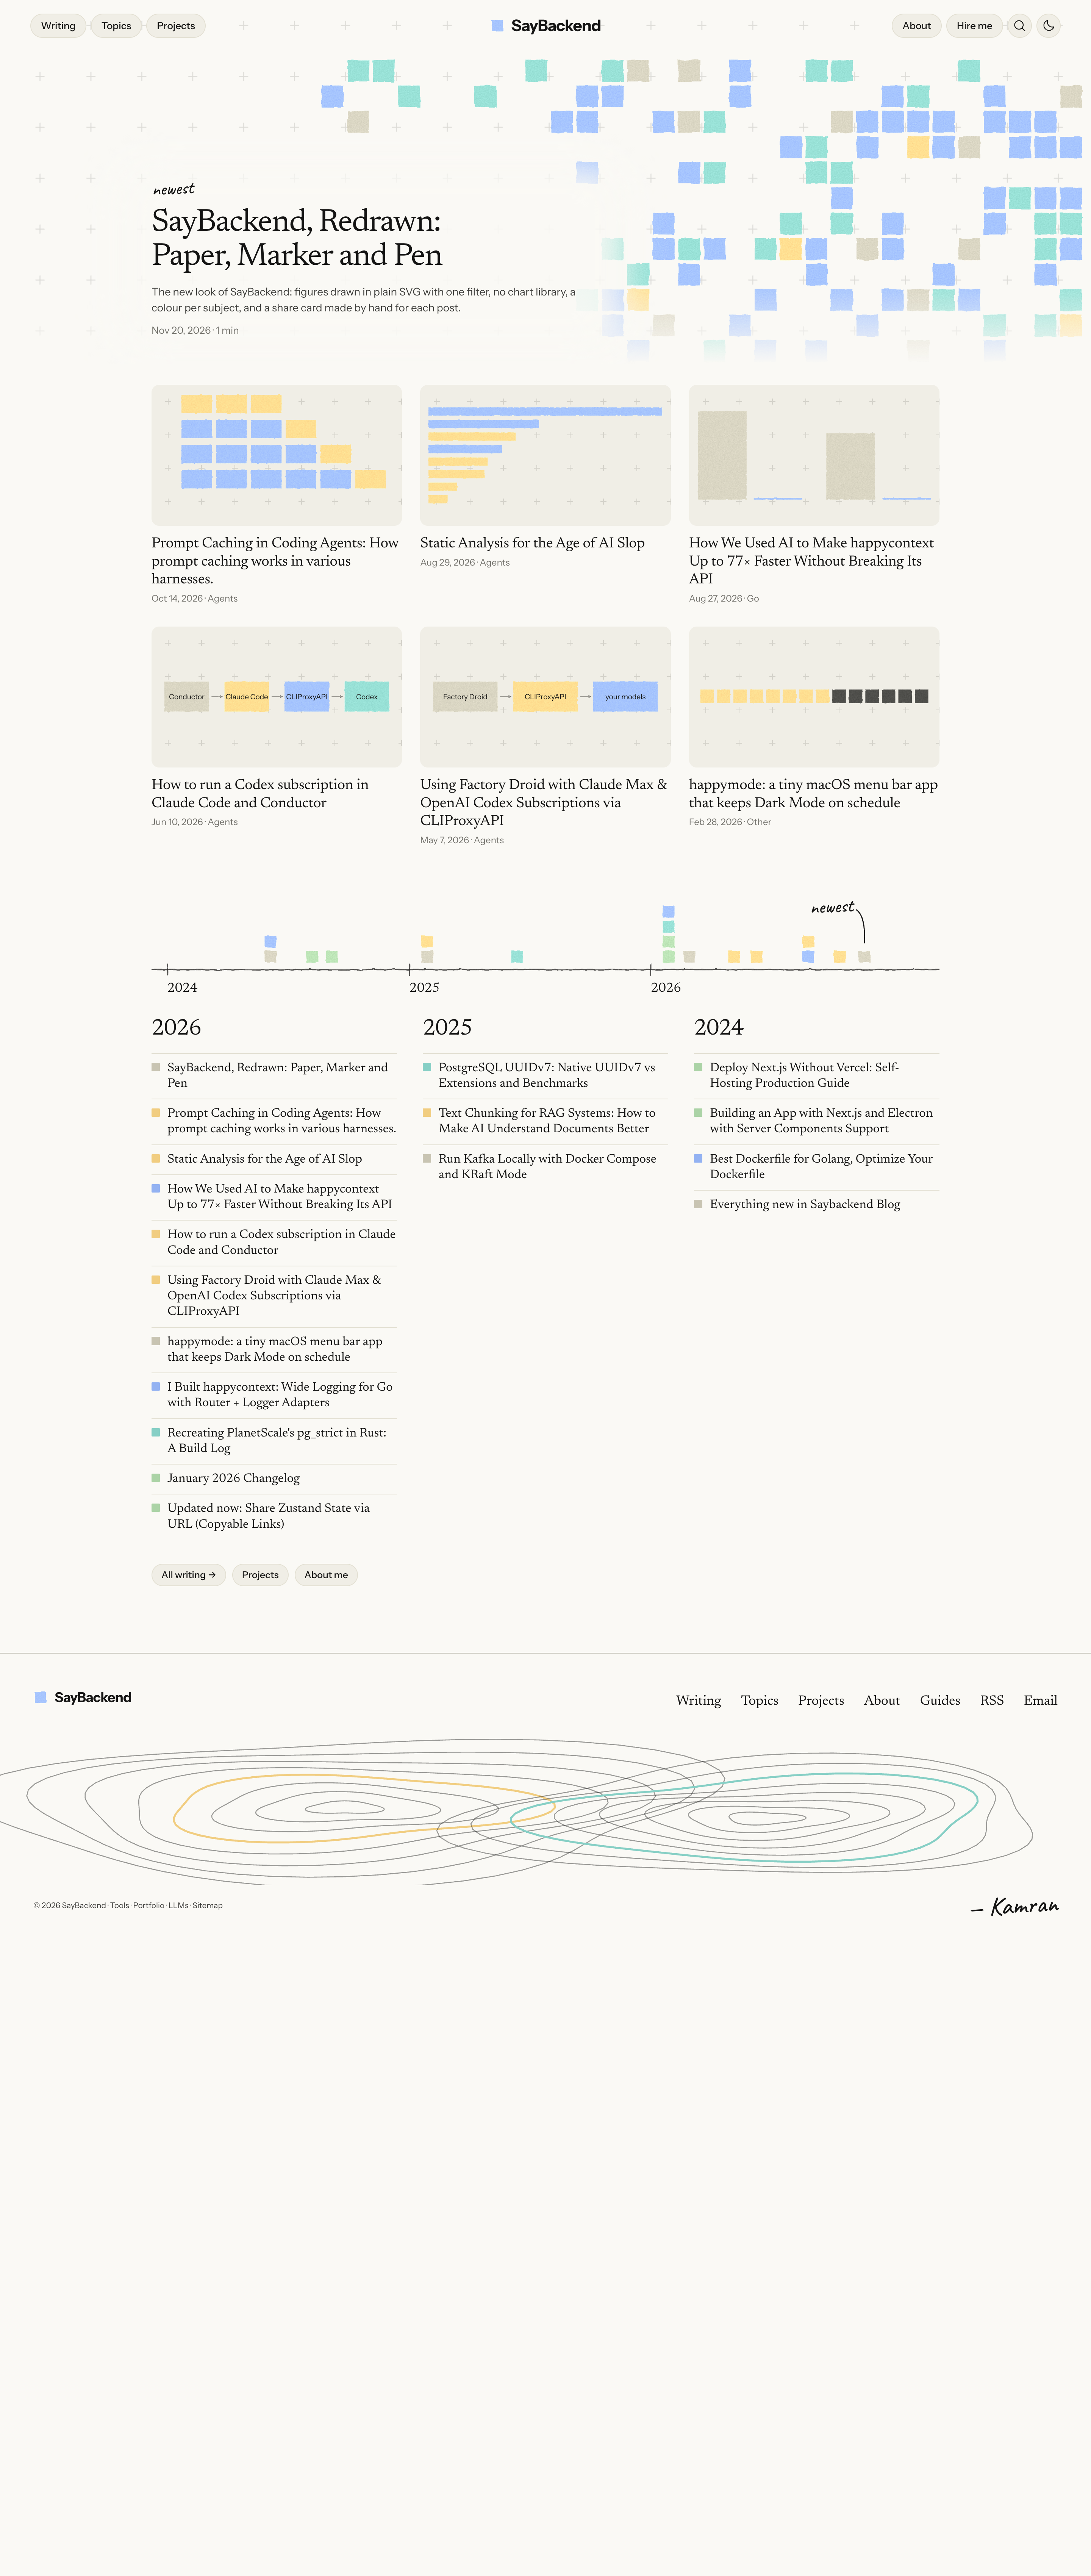 Writing
Topics
Projects
SayBackend
About
Hire me
newest
SayBackend, Redrawn:
Paper, Marker and Pen
The new look of SayBackend: figures drawn in plain SVG with one filter, no chart library, a
colour per subject, and a share card made by hand for each post.
Nov 20, 2026 · 1 min
Prompt Caching in Coding Agents: How
prompt caching works in various
harnesses.
Oct 14, 2026 · Agents
Static Analysis for the Age of AI Slop
Aug 29, 2026 · Agents
How We Used AI to Make happycontext
Up to 77× Faster Without Breaking Its
API
Aug 27, 2026 · Go
Conductor
Claude Code
CLIProxyAPI
Codex
How to run a Codex subscription in
Claude Code and Conductor
Jun 10, 2026 · Agents
Factory Droid
CLIProxyAPI
your models
Using Factory Droid with Claude Max &
OpenAI Codex Subscriptions via
CLIProxyAPI
May 7, 2026 · Agents
happymode: a tiny macOS menu bar app
that keeps Dark Mode on schedule
Feb 28, 2026 · Other
newest
2024
2025
2026
2026
SayBackend, Redrawn: Paper, Marker and
Pen
Prompt Caching in Coding Agents: How
prompt caching works in various harnesses.
Static Analysis for the Age of AI Slop
How We Used AI to Make happycontext
Up to 77× Faster Without Breaking Its API
How to run a Codex subscription in Claude
Code and Conductor
Using Factory Droid with Claude Max &
OpenAI Codex Subscriptions via
CLIProxyAPI
happymode: a tiny macOS menu bar app
that keeps Dark Mode on schedule
I Built happycontext: Wide Logging for Go
with Router + Logger Adapters
Recreating PlanetScale's pg_strict in Rust:
A Build Log
January 2026 Changelog
Updated now: Share Zustand State via
URL (Copyable Links)
2025
PostgreSQL UUIDv7: Native UUIDv7 vs
Extensions and Benchmarks
Text Chunking for RAG Systems: How to
Make AI Understand Documents Better
Run Kafka Locally with Docker Compose
and KRaft Mode
2024
Deploy Next.js Without Vercel: Self-
Hosting Production Guide
Building an App with Next.js and Electron
with Server Components Support
Best Dockerfile for Golang, Optimize Your
Dockerfile
Everything new in Saybackend Blog
All writing →
Projects
About me
SayBackend
Writing
Topics
Projects
About
Guides
RSS
Email
© 2026 SayBackend · Tools · Portfolio · LLMs · Sitemap
— Kamran